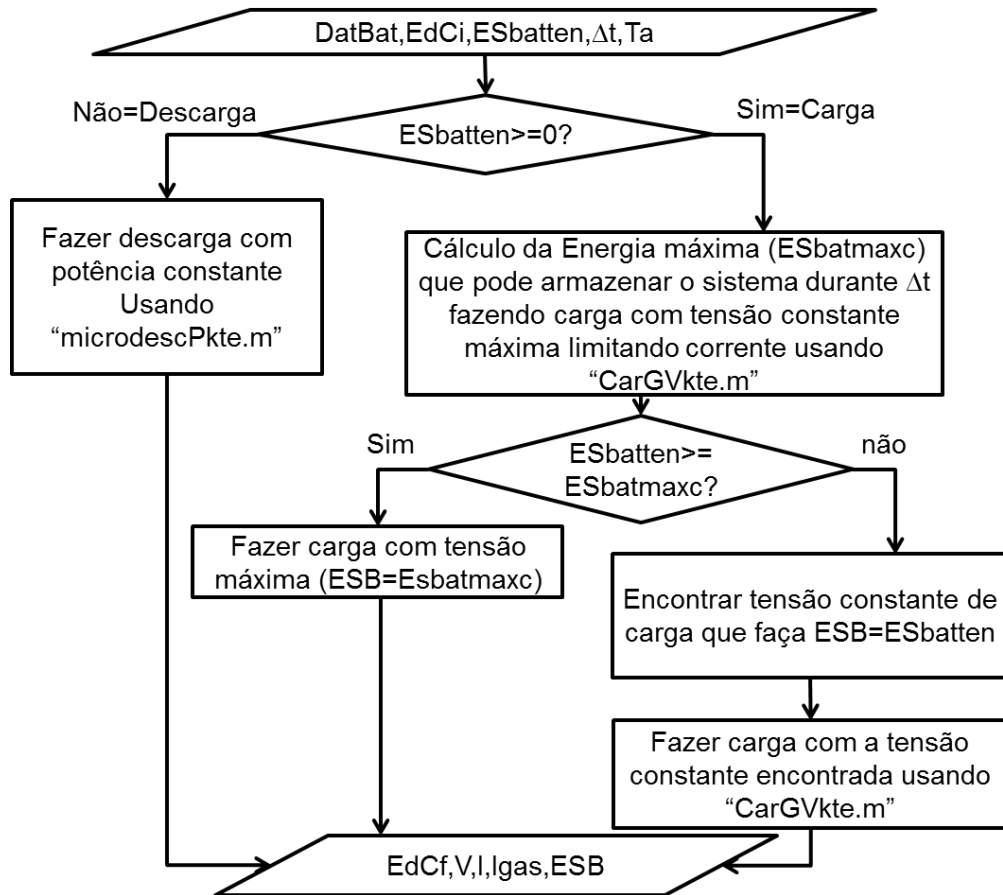 DatBat,EdCi,ESbatten,Δt,Ta
Não=Descarga
Sim=Carga
ESbatten>=0?
Fazer descarga com
potência constante
Usando
“microdescPkte.m”
Cálculo da Energia máxima (ESbatmaxc)
que pode armazenar o sistema durante Δt
fazendo carga com tensão constante
máxima limitando corrente usando
“CarGVkte.m”
Sim
não
ESbatten>=
ESbatmaxc?
Fazer carga com tensão
máxima (ESB=Esbatmaxc)
Encontrar tensão constante de
carga que faça ESB=ESbatten
Fazer carga com a tensão
constante encontrada usando
“CarGVkte.m”
EdCf,V,I,Igas,ESB